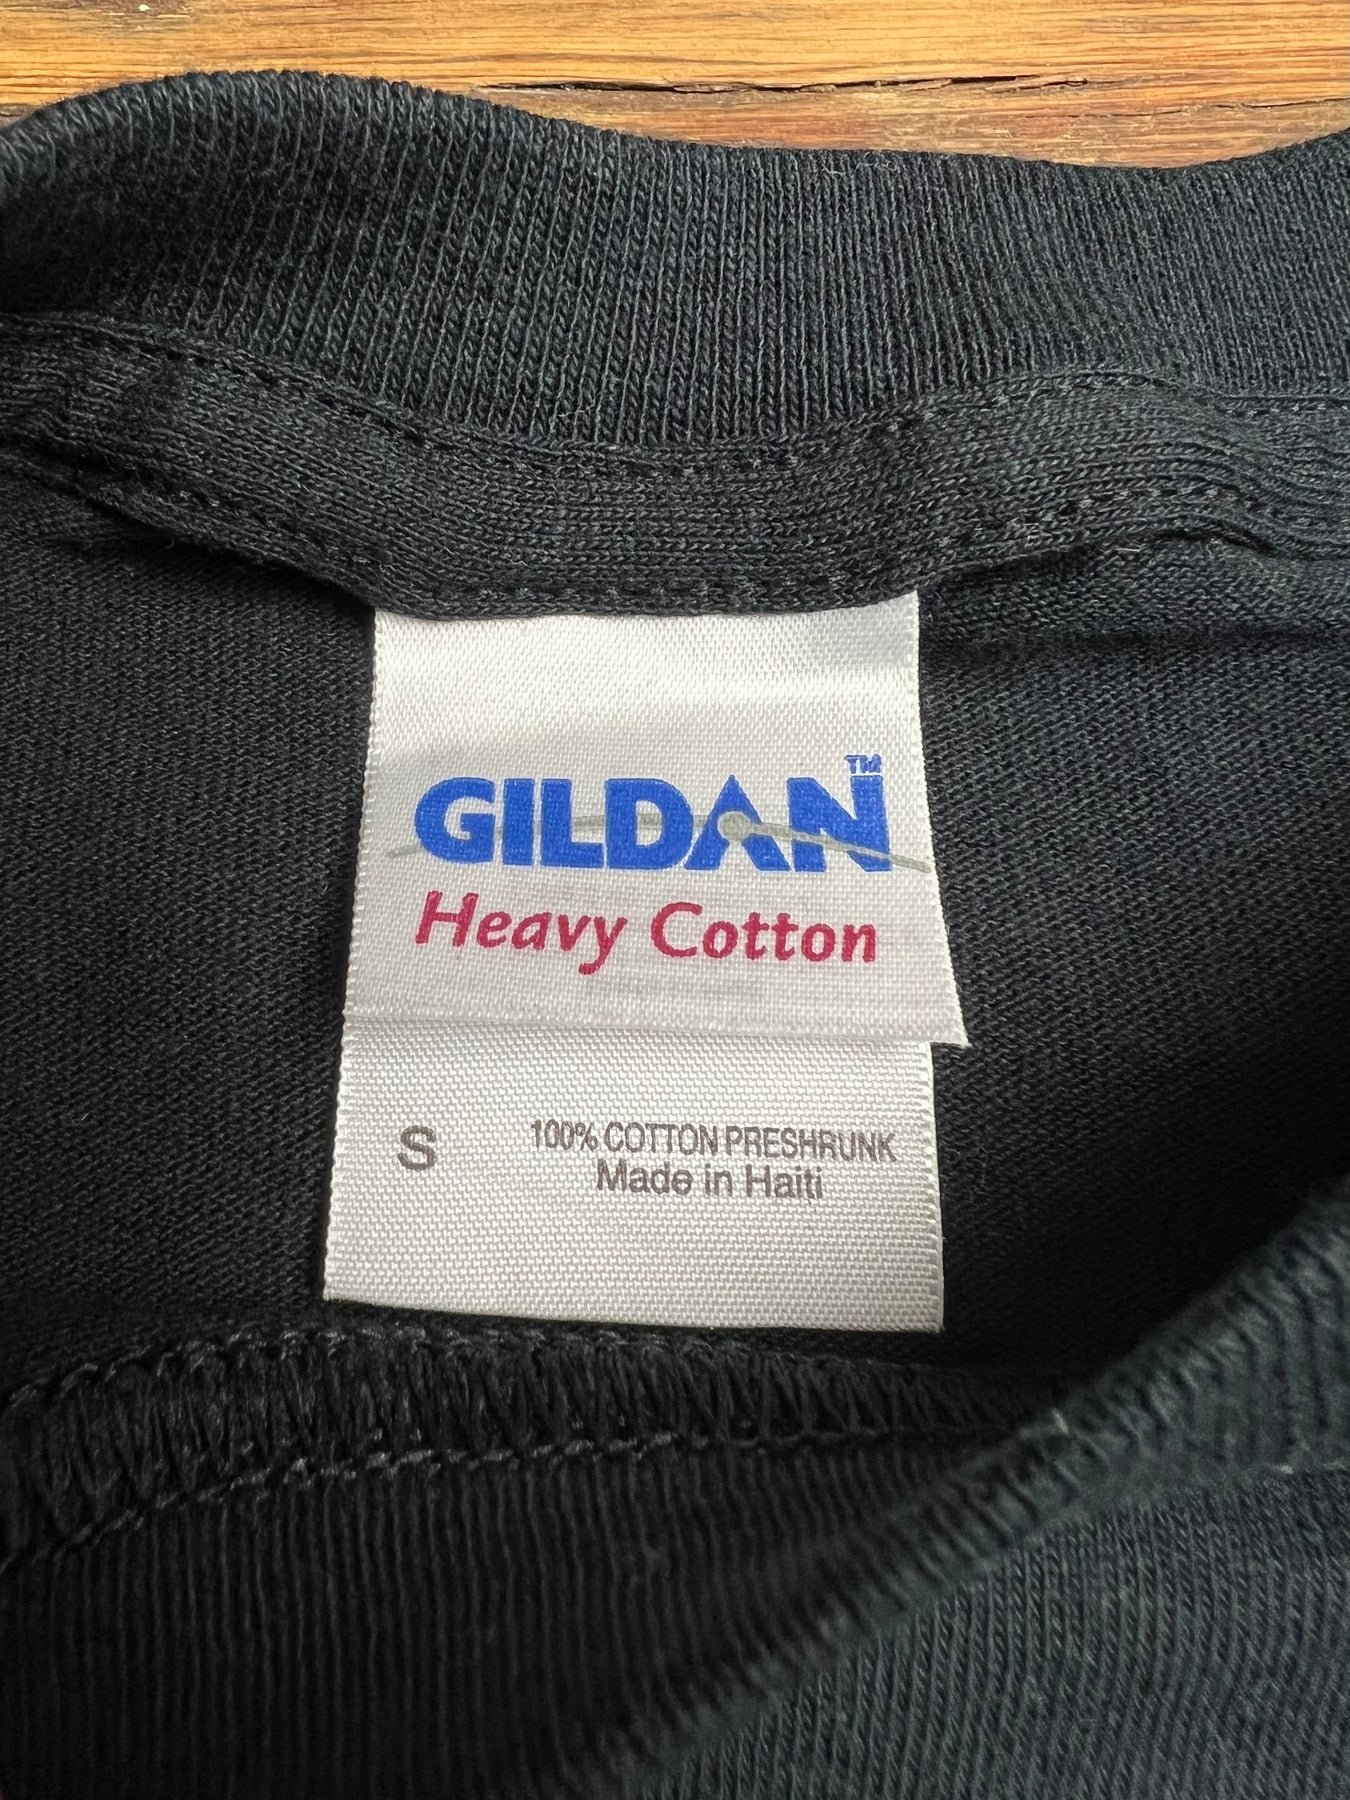 GILDAN™
Heavy Cotton
S 100% COTTON PRESHRUNK
Made in Haiti